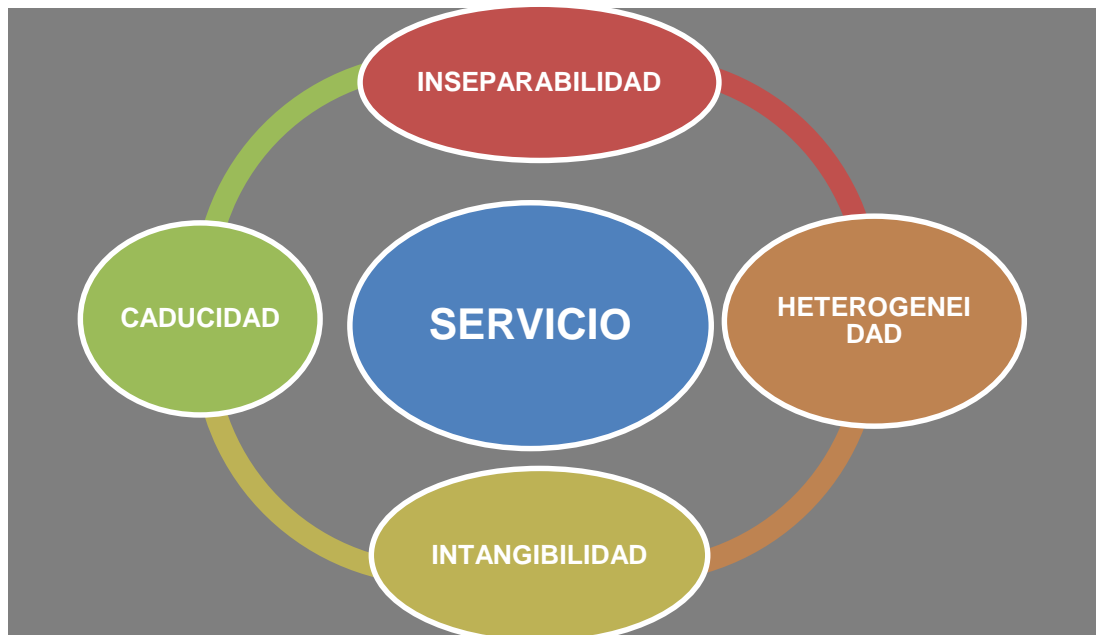 INSEPARABILIDAD
CADUCIDAD
SERVICIO
HETEROGENEI
DAD
INTANGIBILIDAD